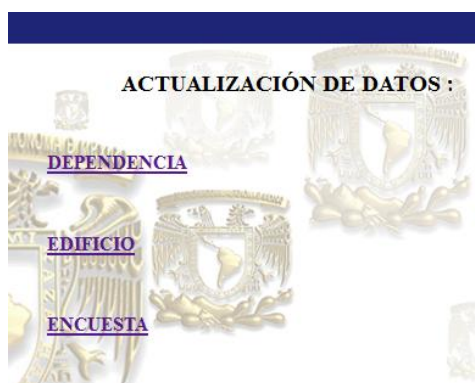 ACTUALIZACIÓN DE DATOS :
DEPENDENCIA
EDIFICIO
ENCUESTA